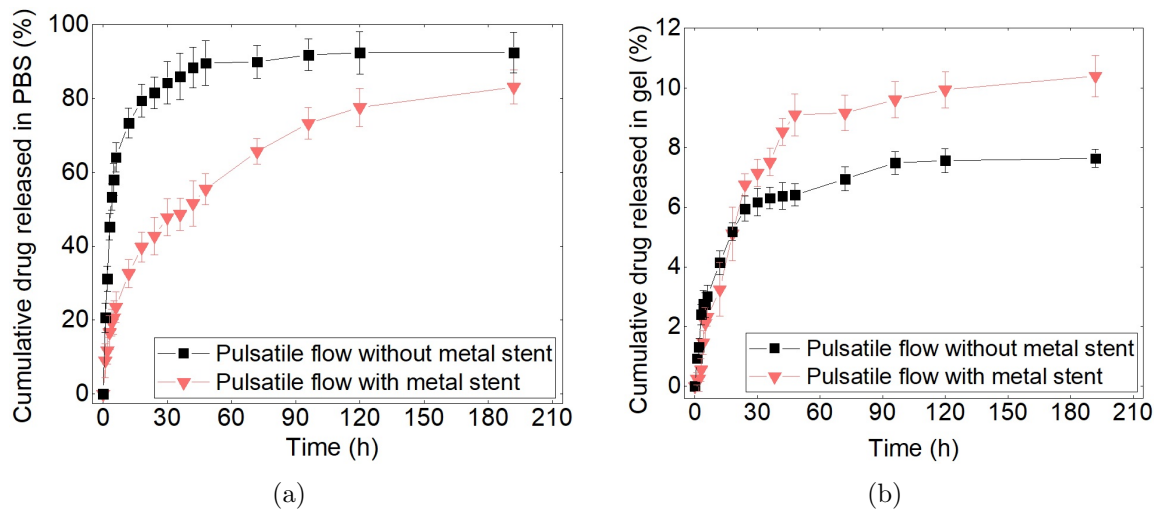 Cumulative drug released in PBS (%)
100
80
60
40
20
0
Pulsatile flow without metal stent
Pulsatile flow with metal stent
0 30 60 90 120 150 180 210
Time (h)
(a)
Cumulative drug released in gel (%)
12
10
8
6
4
2
0
Pulsatile flow without metal stent
Pulsatile flow with metal stent
0 30 60 90 120 150 180 210
Time (h)
(b)